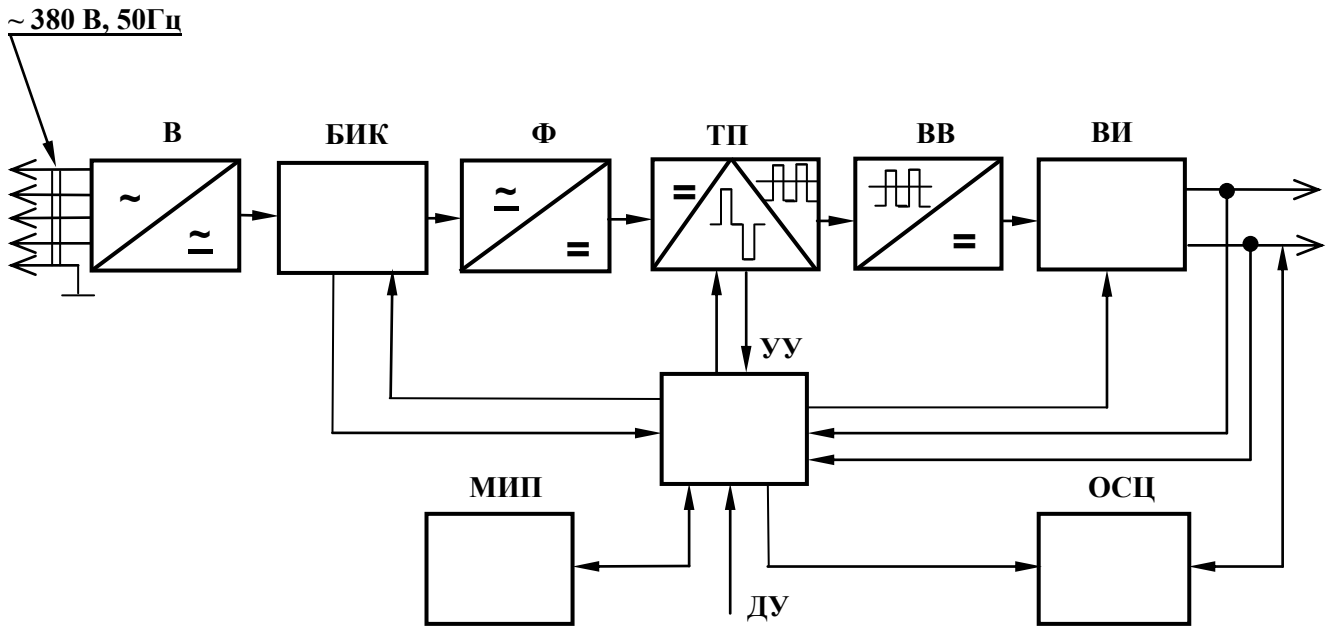 ~ 380 В, 50Гц
В БИК Ф ТП ВВ ВИ
~ ≃ ≃ = = =
УУ
МИП ОСЦ
ДУ